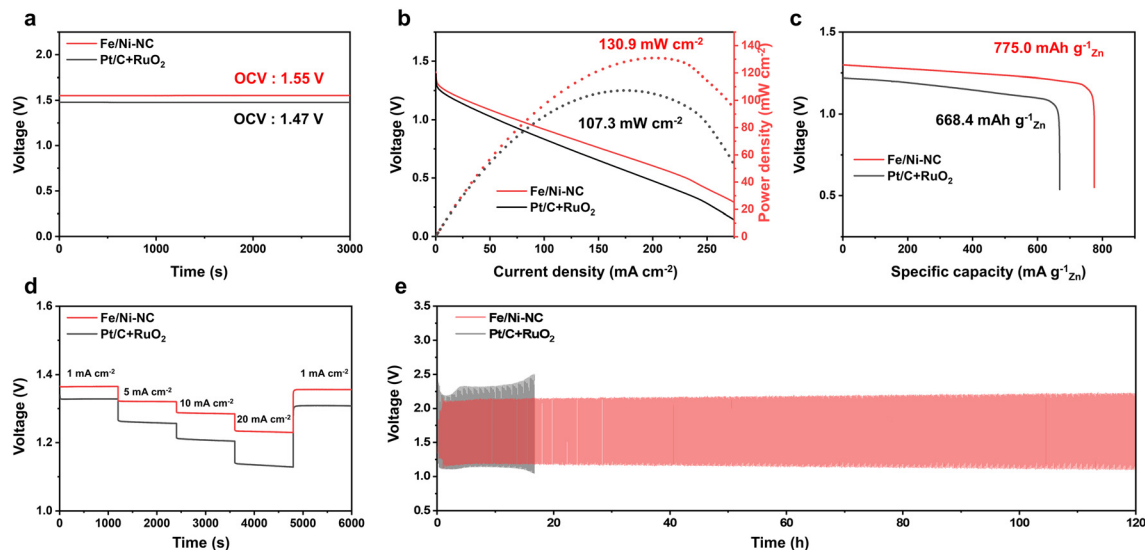 a
Fe/Ni-NC
Pt/C+RuO₂
OCV : 1.55 V
OCV : 1.47 V
Voltage (V)
2.0
1.5
1.0
0.5
0.0
0
1000
2000
3000
Time (s)
b
130.9 mW cm⁻²
107.3 mW cm⁻²
Fe/Ni-NC
Pt/C+RuO₂
Voltage (V)
1.5
1.0
0.5
0.0
0
50
100
150
200
250
Current density (mA cm⁻²)
Power density (mW cm⁻²)
140
120
100
80
60
40
20
0
c
775.0 mAh g⁻¹Zn
668.4 mAh g⁻¹Zn
Fe/Ni-NC
Pt/C+RuO₂
Voltage (V)
1.5
1.0
0.5
0
200
400
600
800
Specific capacity (mA g⁻¹Zn)
d
Fe/Ni-NC
Pt/C+RuO₂
1 mA cm⁻²
5 mA cm⁻²
10 mA cm⁻²
20 mA cm⁻²
1 mA cm⁻²
Voltage (V)
1.6
1.4
1.2
1.0
0
1000
2000
3000
4000
5000
6000
Time (s)
e
Fe/Ni-NC
Pt/C+RuO₂
Voltage (V)
3.5
3.0
2.5
2.0
1.5
1.0
0.5
0
20
40
60
80
100
120
Time (h)